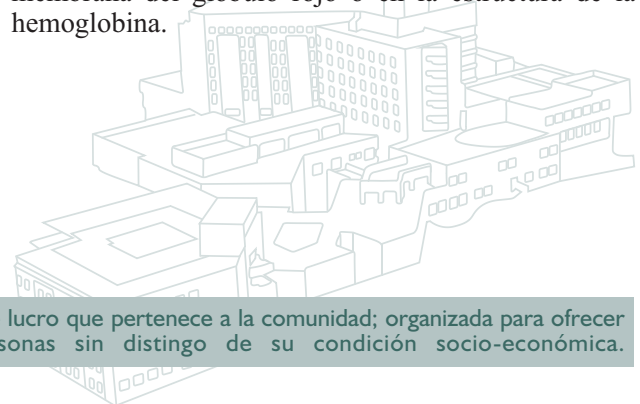 membrana del glóbulo rojo o en la estructura de la
hemoglobina.
lucro que pertenece a la comunidad; organizada para ofrecer
sonas sin distingo de su condición socio-económica.